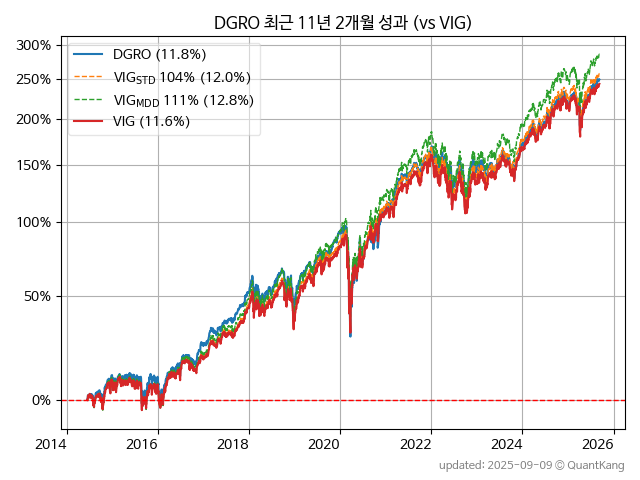 DGRO 최근 11년 2개월 성과 (vs VIG)
300%
250%
200%
150%
100%
50%
0%
DGRO (11.8%)
VIGSTD 104% (12.0%)
VIGMDD 111% (12.8%)
VIG (11.6%)
2014 2016 2018 2020 2022 2024 2026
updated: 2025-09-09 © QuantKang